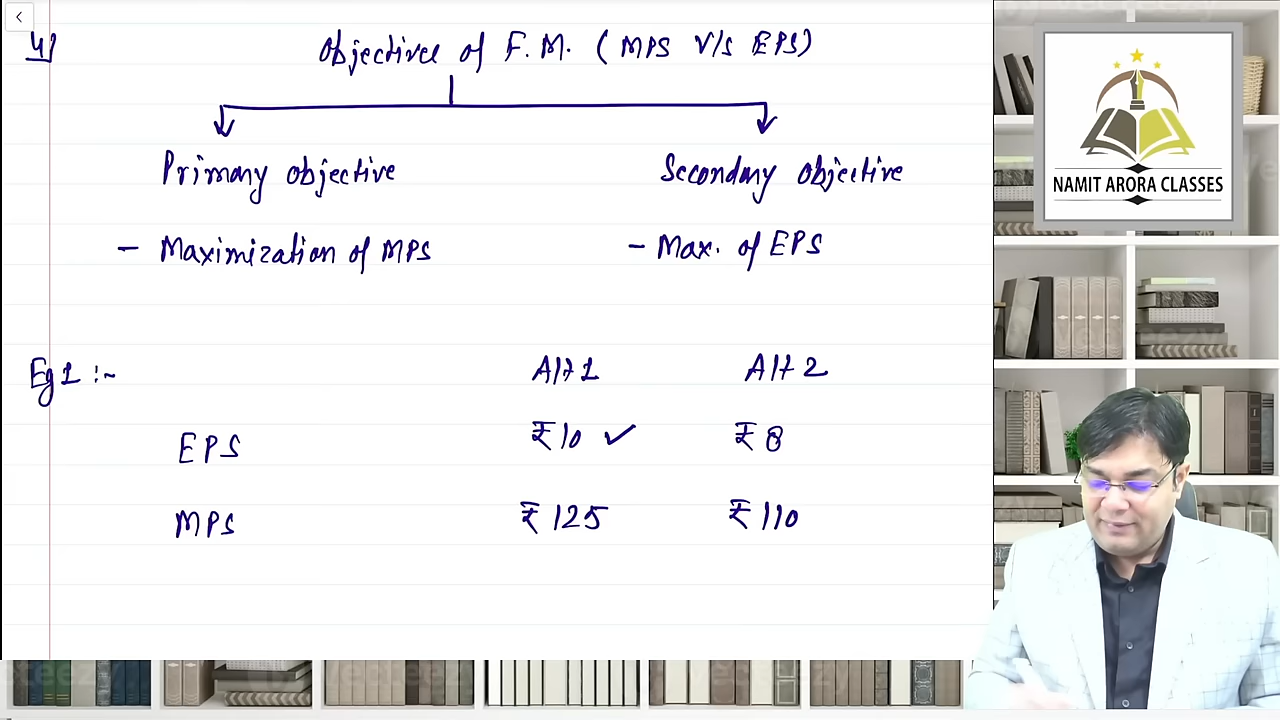 4) Objectives of F.M. (MPS V/s EPS)
Primary objective Secondary objective
- Maximization of MPS - Max. of EPS
Eg 1 :- Alt 1 Alt 2
EPS ₹10 ✓ ₹8
MPS ₹125 ₹110
NAMIT ARORA CLASSES